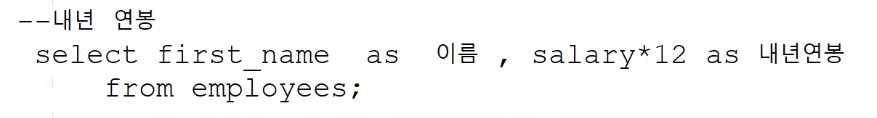 --내년 연봉
select first_name as 이름 , salary*12 as 내년연봉
from employees;